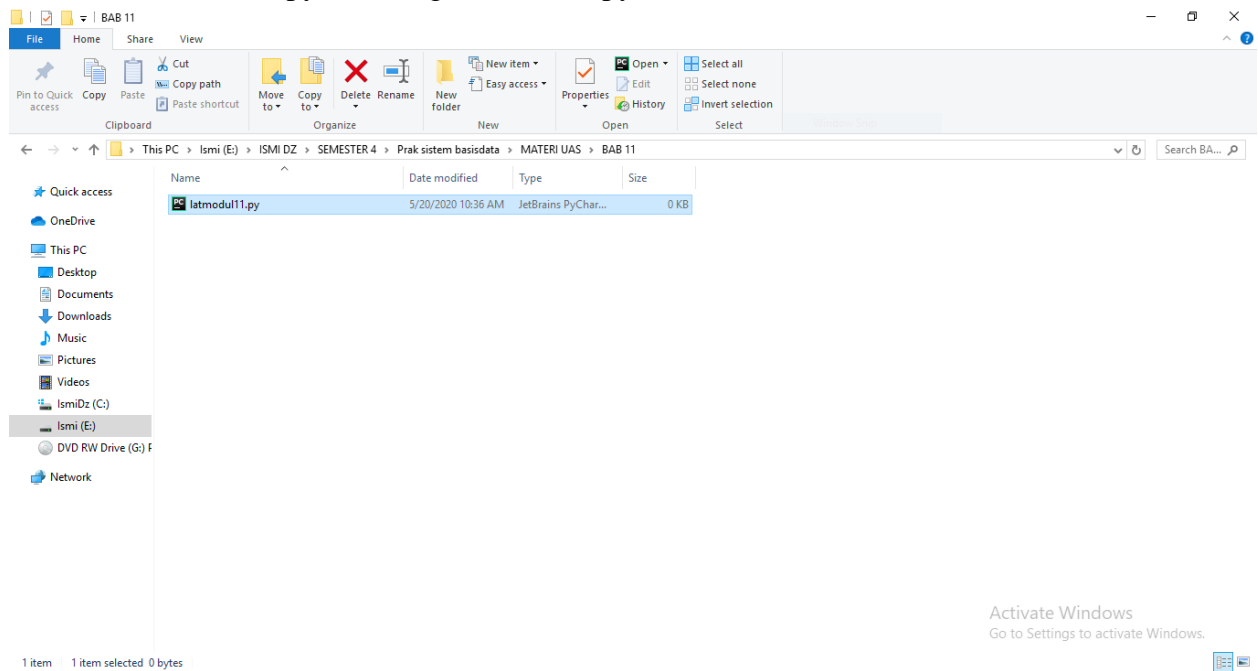 BAB 11
File Home Share View
Pin to Quick access
Copy
Paste
Cut
Copy path
Paste shortcut
Clipboard
Move to
Copy to
Delete
Rename
Organize
New folder
New item
Easy access
New
Properties
Open
Edit
History
Open
Select all
Select none
Invert selection
Select
This PC > Ismi (E:) > ISMI DZ > SEMESTER 4 > Prak sistem basisdata > MATERI UAS > BAB 11
Search BA...
Name Date modified Type Size
latmodul11.py 5/20/2020 10:36 AM JetBrains PyChar... 0 KB
Quick access
OneDrive
This PC
Desktop
Documents
Downloads
Music
Pictures
Videos
IsmiDz (C:)
Ismi (E:)
DVD RW Drive (G:)
Network
Activate Windows
Go to Settings to activate Windows.
1 item 1 item selected 0 bytes